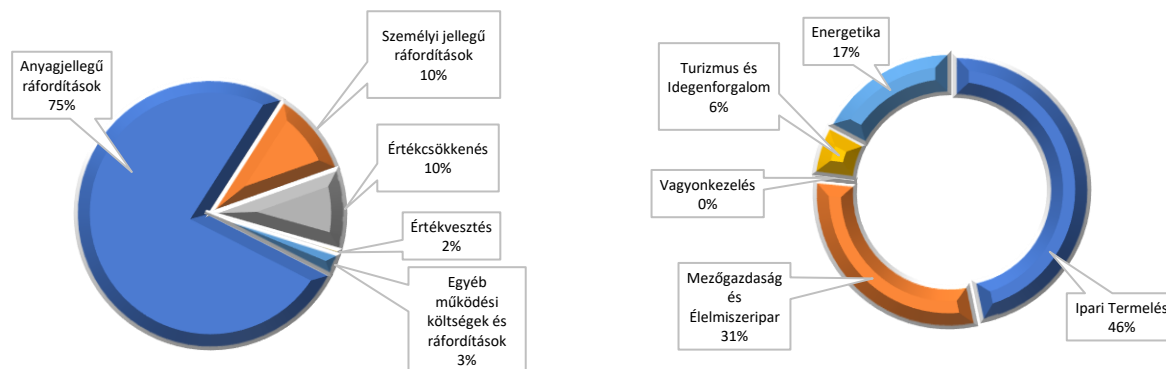 Anyagjellegű
ráfordítások
75%
Személyi jellegű
ráfordítások
10%
Értékcsökkenés
10%
Értékvesztés
2%
Egyéb
működési
költségek és
ráfordítások
3%
Energetika
17%
Turizmus és
Idegenforgalom
6%
Vagyonkezelés
0%
Mezőgazdaság
és
Élelmiszeripar
31%
Ipari Termelés
46%